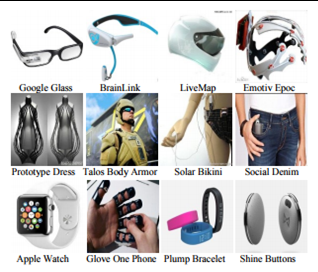 Google Glass BrainLink LiveMap Emotiv Epoc
Prototype Dress Talos Body Armor Solar Bikini Social Denim
Apple Watch Glove One Phone Plump Bracelet Shine Buttons